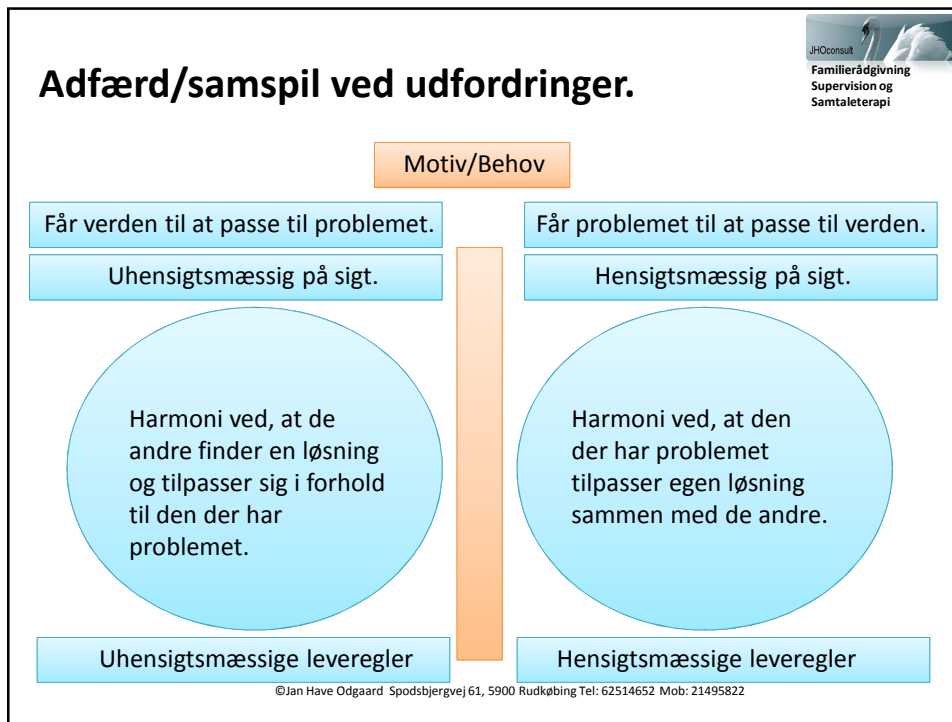 JHOconsult
Familierådgivning
Supervision og
Samtaleterapi
Adfærd/samspil ved udfordringer.
Motiv/Behov
Får verden til at passe til problemet.
Uhensigtsmæssig på sigt.
Harmoni ved, at de
andre finder en løsning
og tilpasser sig i forhold
til den der har
problemet.
Uhensigtsmæssige leveregler
Får problemet til at passe til verden.
Hensigtsmæssig på sigt.
Harmoni ved, at den
der har problemet
tilpasser egen løsning
sammen med de andre.
Hensigtsmæssige leveregler
©Jan Have Odgaard Spodsbjergvej 61, 5900 Rudkøbing Tel: 62514652 Mob: 21495822